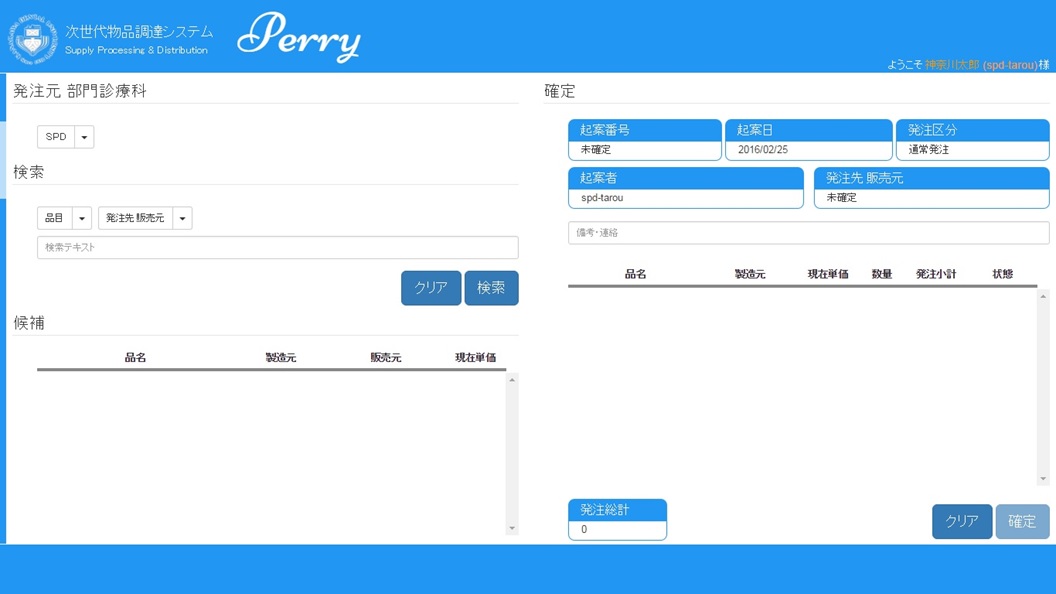 次世代物品調達システム
Supply Processing & Distribution
Perry
ようこそ 神奈川太郎 (spd-tarou)様
発注元 部門診療科
SPD
検索
品目 発注先 販売元
検索テキスト
クリア 検索
候補
品名 製造元 販売元 現在単価
確定
起案番号 起案日 発注区分
未確定 2016/02/25 通常発注
起案者 発注先 販売元
spd-tarou 未確定
備考・連絡
品名 製造元 現在単価 数量 発注小計 状態
発注総計
0
クリア 確定